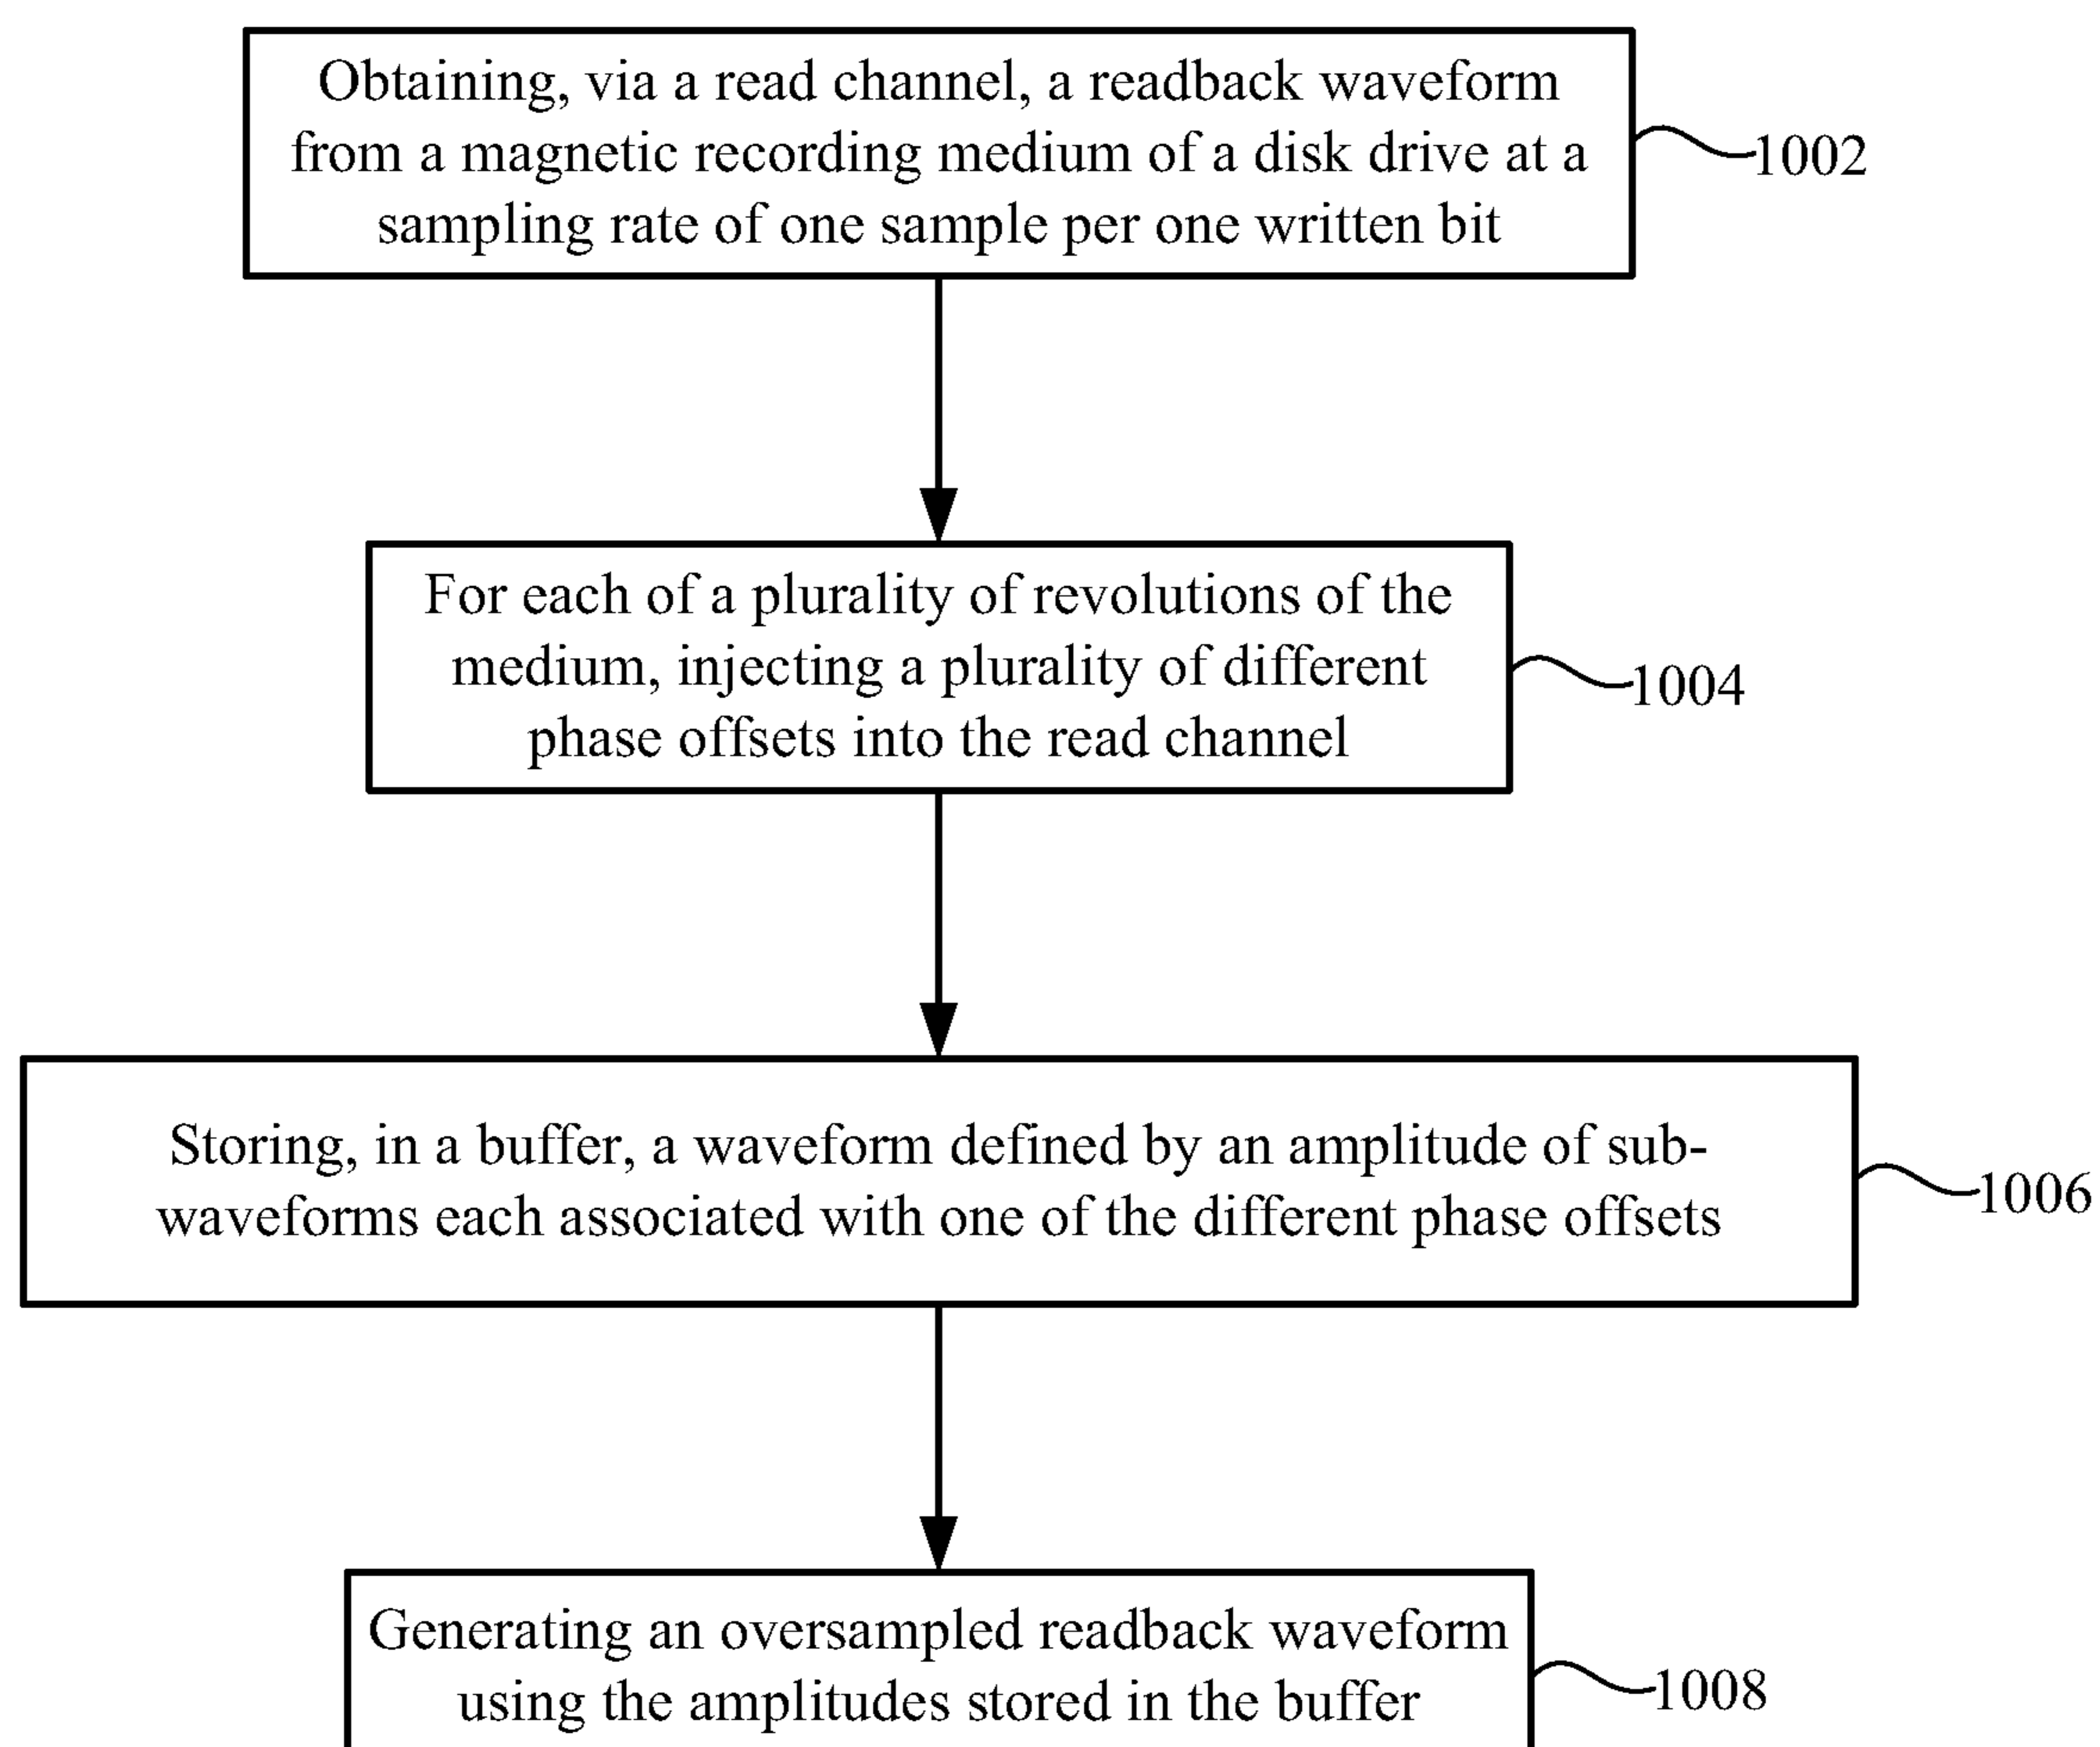 Obtaining, via a read channel, a readback waveform
from a magnetic recording medium of a disk drive at a
sampling rate of one sample per one written bit
1002
For each of a plurality of revolutions of the
medium, injecting a plurality of different
phase offsets into the read channel
1004
Storing, in a buffer, a waveform defined by an amplitude of sub-
waveforms each associated with one of the different phase offsets
1006
Generating an oversampled readback waveform
using the amplitudes stored in the buffer
1008